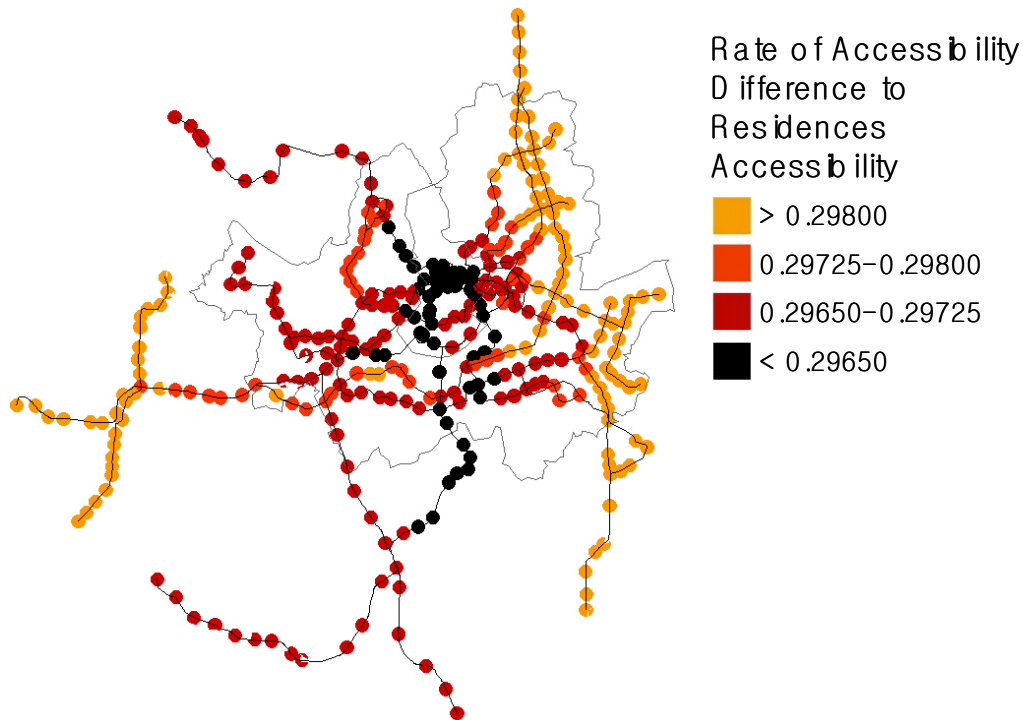 Rate of Accessibility
Difference to
Residences
Accessibility
> 0.29800
0.29725-0.29800
0.29650-0.29725
< 0.29650